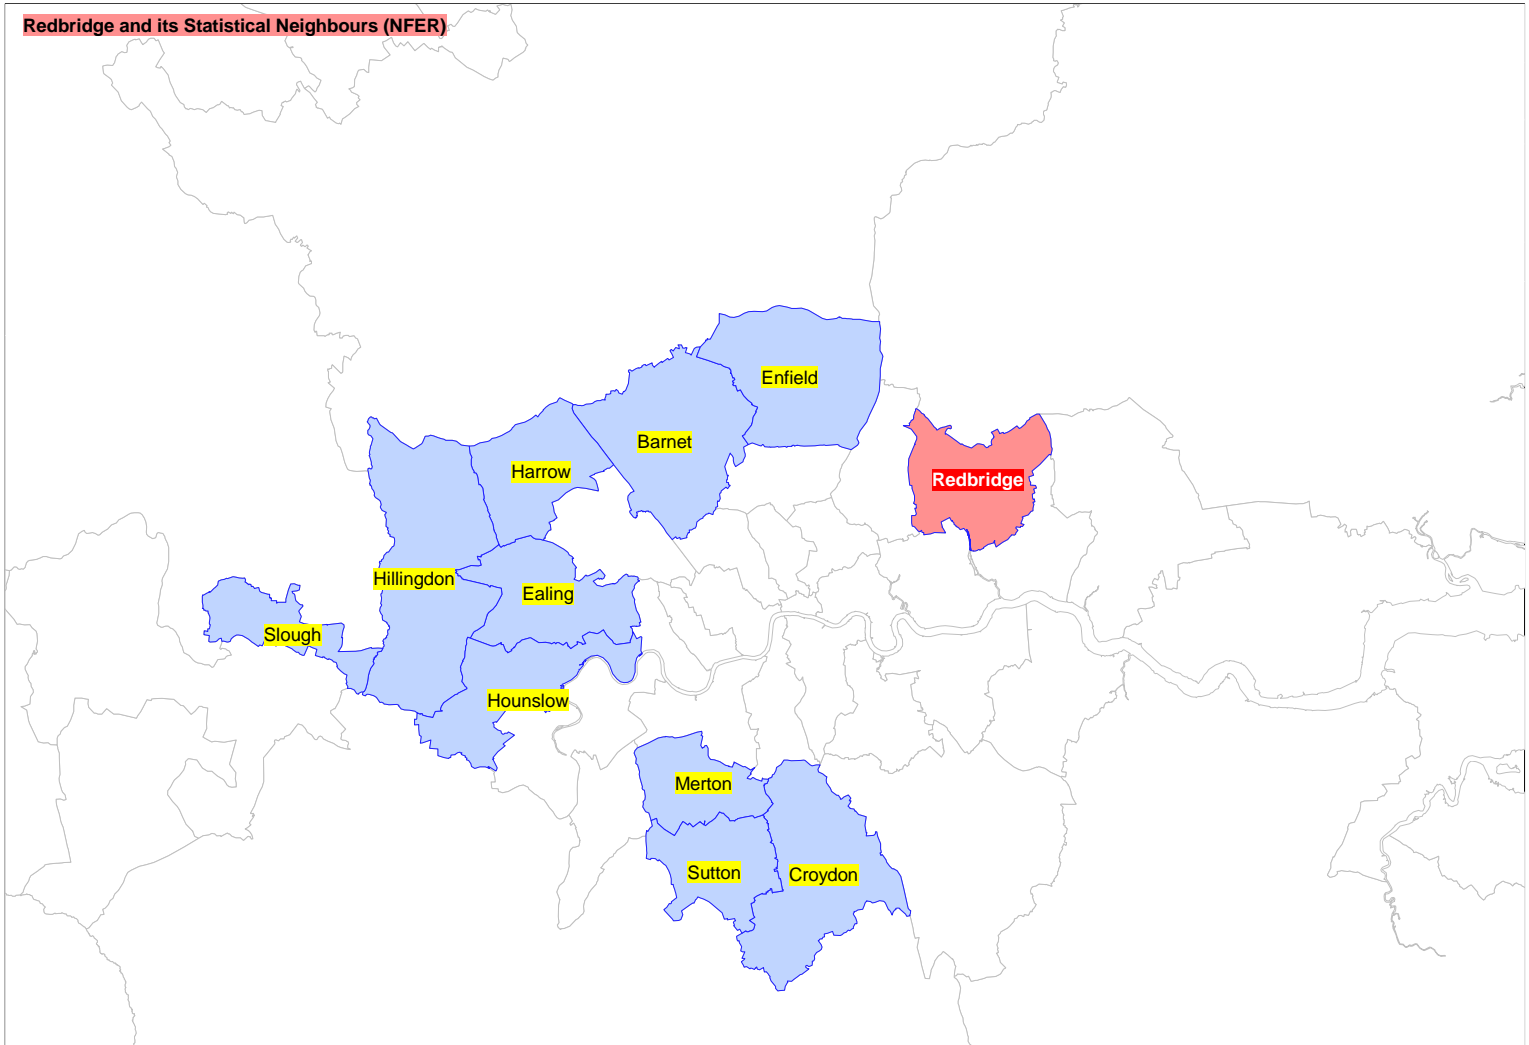 Redbridge and its Statistical Neighbours (NFER)
Enfield
Barnet
Harrow
Redbridge
Hillingdon
Ealing
Slough
Hounslow
Merton
Sutton
Croydon